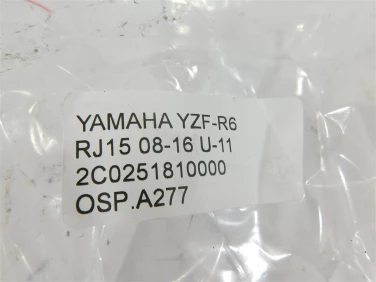 YAMAHA YZF-R6
RJ15 08-16 U-11
2C0251810000
OSP.A277